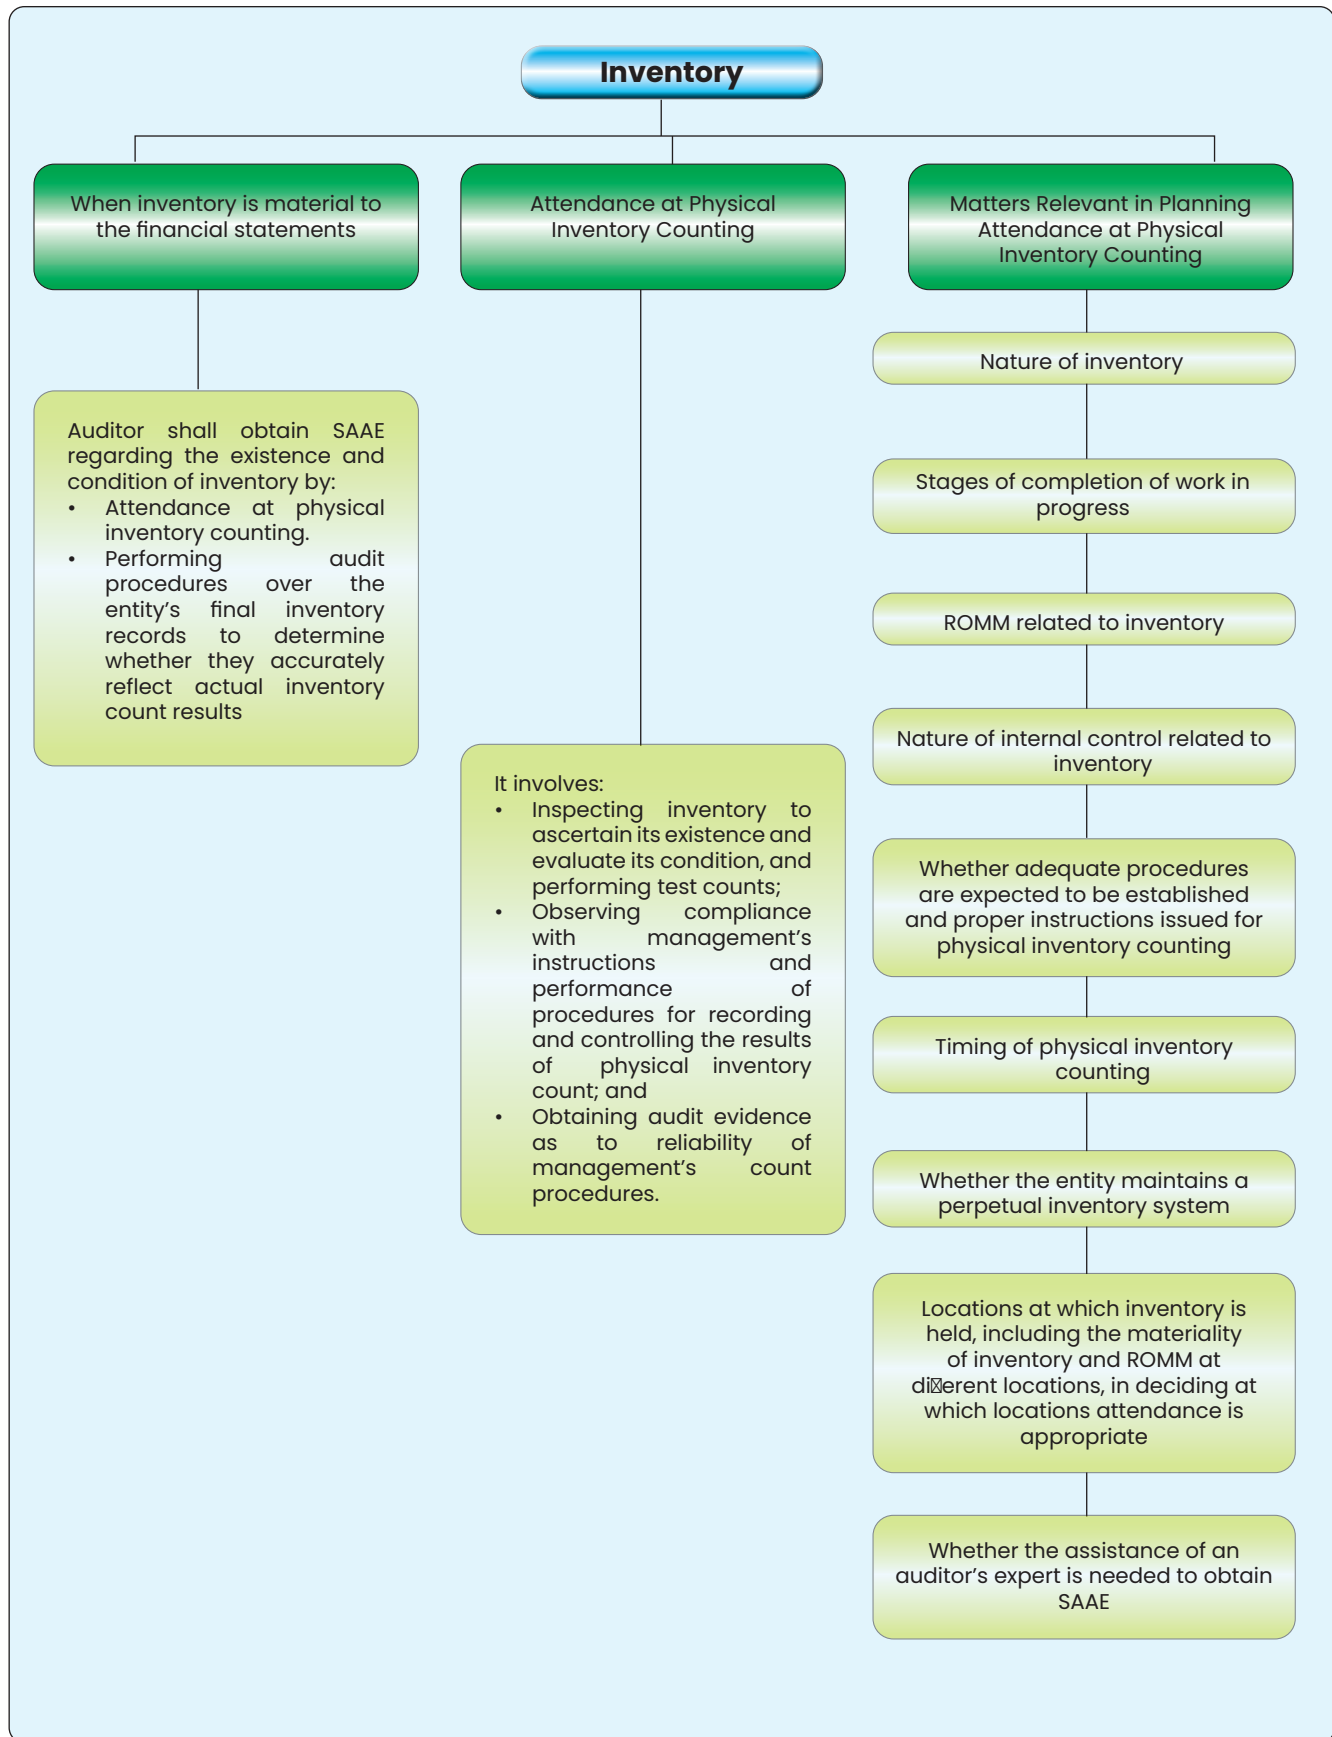 Inventory
When inventory is material to
the financial statements
Auditor shall obtain SAAE
regarding the existence and
condition of inventory by:
• Attendance at physical
inventory counting.
• Performing audit
procedures over the
entity's final inventory
records to determine
whether they accurately
reflect actual inventory
count results
Attendance at Physical
Inventory Counting
It involves:
• Inspecting inventory to
ascertain its existence and
evaluate its condition, and
performing test counts;
• Observing compliance
with management's
instructions and
performance of
procedures for recording
and controlling the results
of physical inventory
count; and
• Obtaining audit evidence
as to reliability of
management's count
procedures.
Matters Relevant in Planning
Attendance at Physical
Inventory Counting
Nature of inventory
Stages of completion of work in
progress
ROMM related to inventory
Nature of internal control related to
inventory
Whether adequate procedures
are expected to be established
and proper instructions issued for
physical inventory counting
Timing of physical inventory
counting
Whether the entity maintains a
perpetual inventory system
Locations at which inventory is
held, including the materiality
of inventory and ROMM at
di☒erent locations, in deciding at
which locations attendance is
appropriate
Whether the assistance of an
auditor's expert is needed to obtain
SAAE